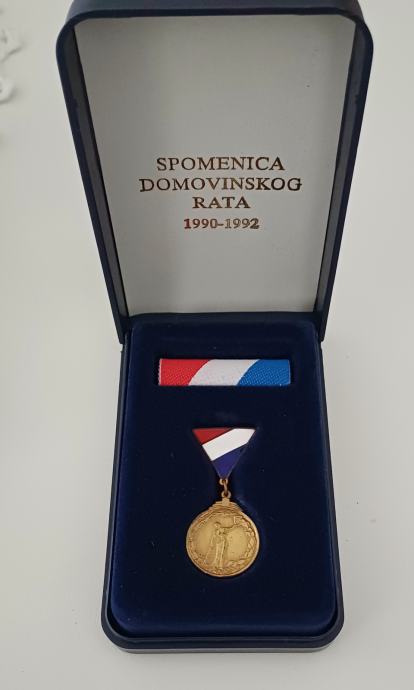 SPOMENICA
DOMOVINSKOG
RATA
1990-1992